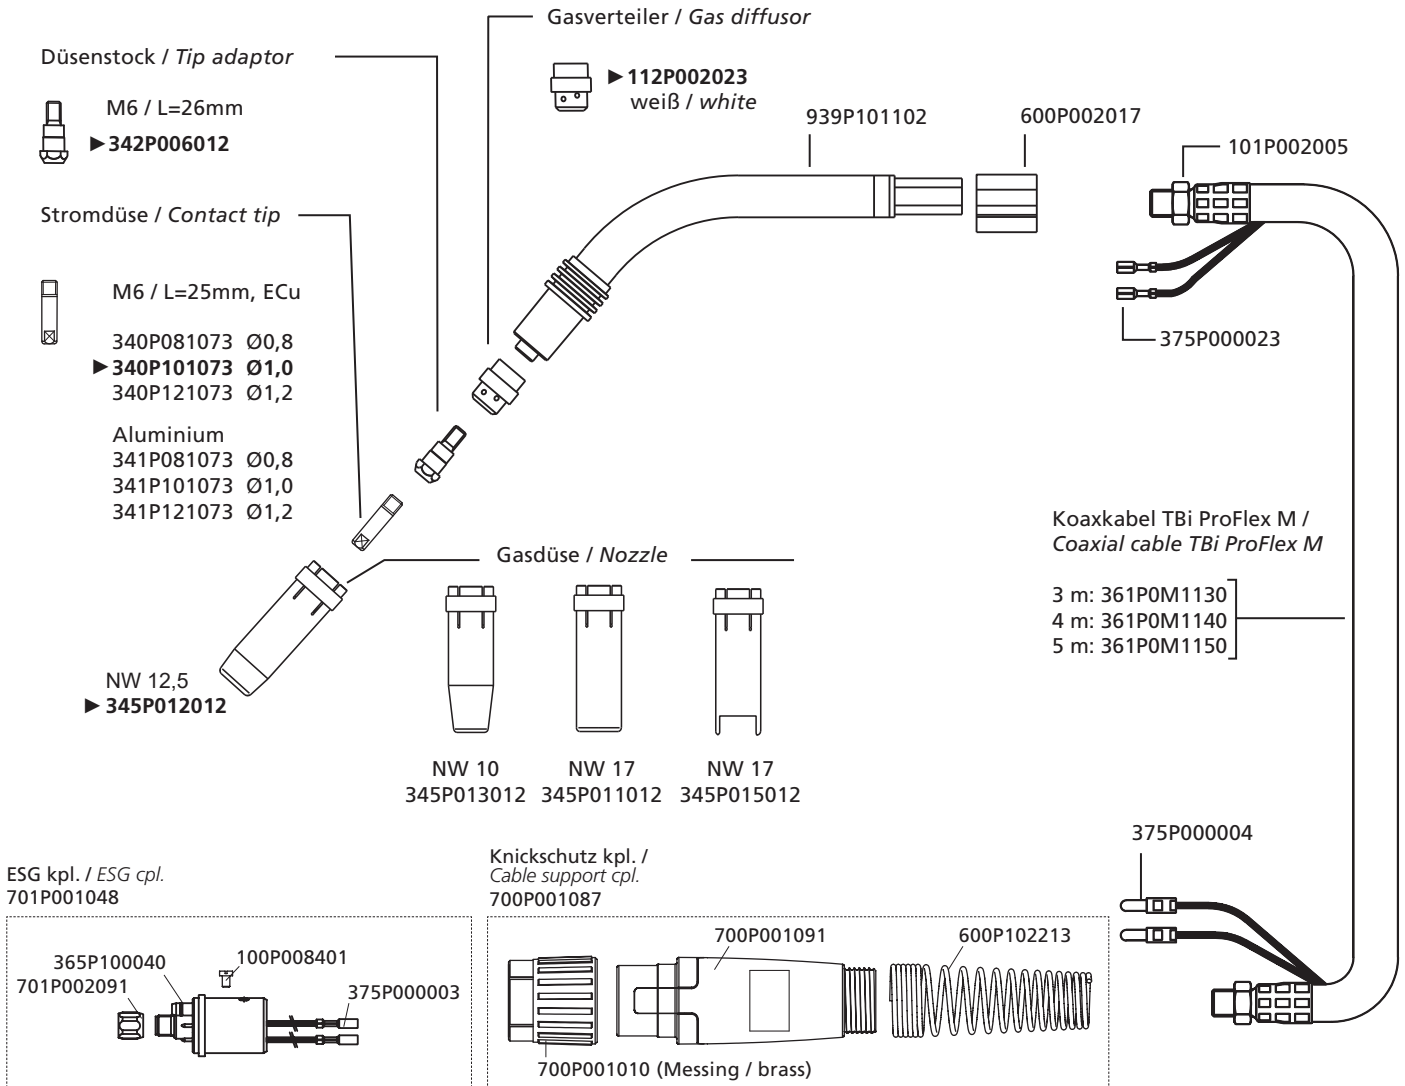 Gasverteiler / Gas diffusor
▶ 112P002023
weiß / white
Düsenstock / Tip adaptor
M6 / L=26mm
▶ 342P006012
939P101102
600P002017
101P002005
Stromdüse / Contact tip
M6 / L=25mm, ECu
340P081073 Ø0,8
▶ 340P101073 Ø1,0
340P121073 Ø1,2
Aluminium
341P081073 Ø0,8
341P101073 Ø1,0
341P121073 Ø1,2
375P000023
Koaxkabel TBi ProFlex M /
Coaxial cable TBi ProFlex M
3 m: 361P0M1130
4 m: 361P0M1140
5 m: 361P0M1150
Gasdüse / Nozzle
NW 12,5
▶ 345P012012
NW 10
345P013012
NW 17
345P011012
NW 17
345P015012
375P000004
ESG kpl. / ESG cpl.
701P001048
365P100040
701P002091
100P008401
375P000003
Knickschutz kpl. /
Cable support cpl.
700P001087
700P001091
600P102213
700P001010 (Messing / brass)